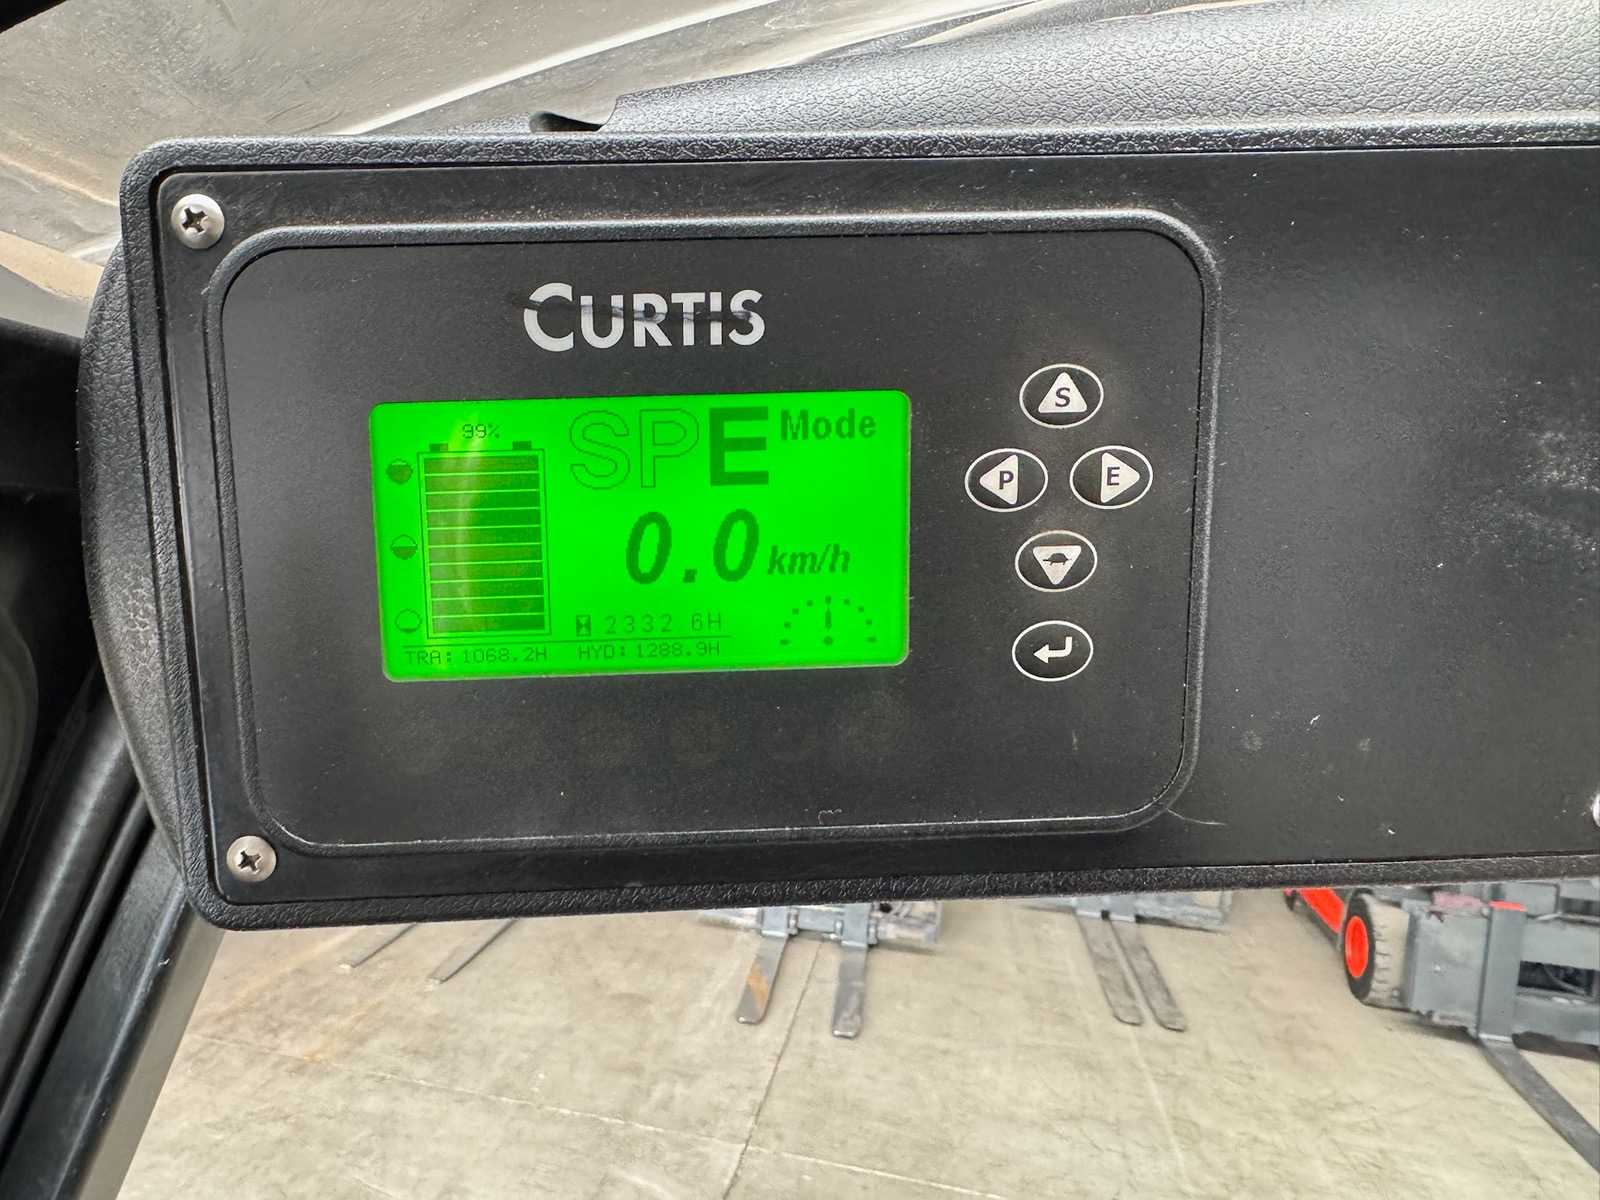 CURTIS
99%
SPE Mode
0.0 km/h
2332.6H
TRA: 1068.2H HYD: 1288.9H
S
P
E